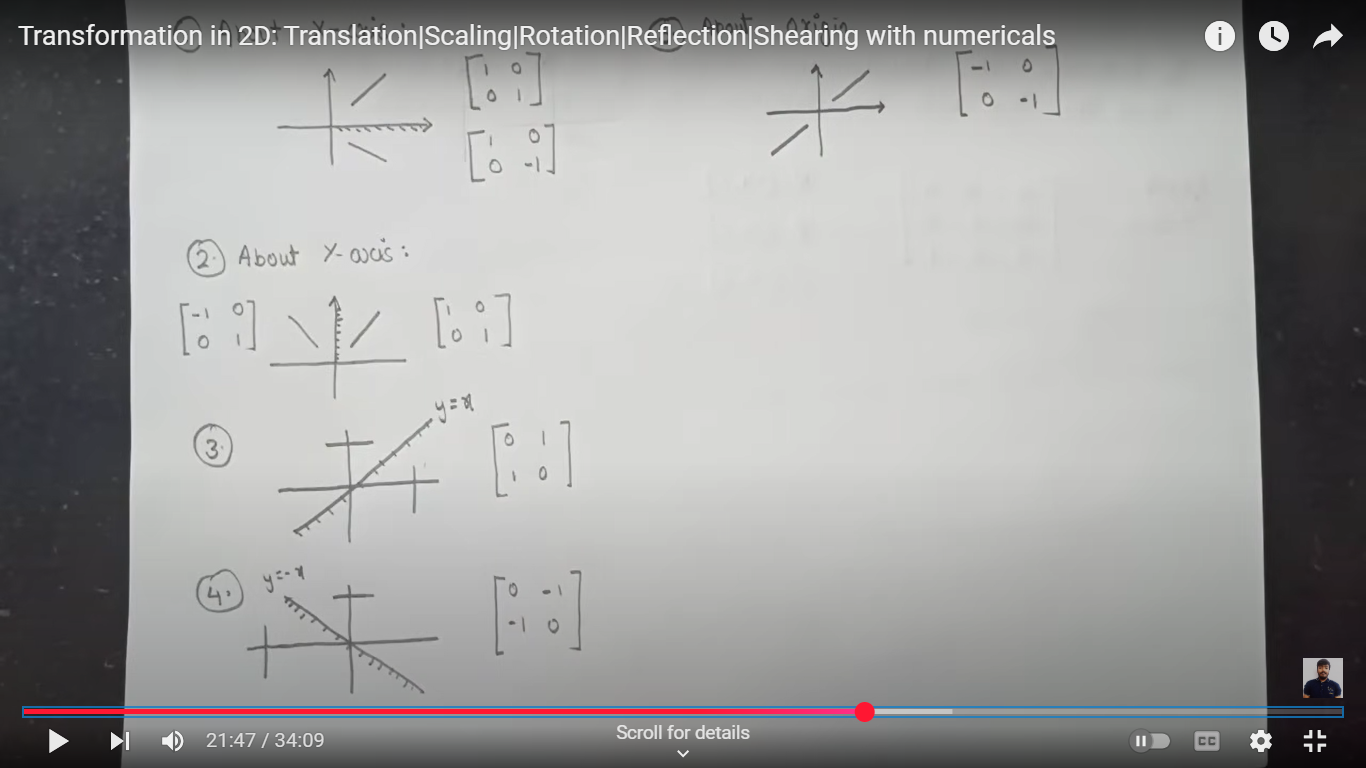 Transformation in 2D: Translation|Scaling|Rotation|Reflection|Shearing with numericals
1 0
0 1
1 0
0 -1
-1 0
0 -1
2. About Y-axis:
-1 0
0 1
1 0
0 1
3.
y=x
0 1
1 0
4.
y=-x
0 -1
-1 0
21:47 / 34:09
Scroll for details
CC